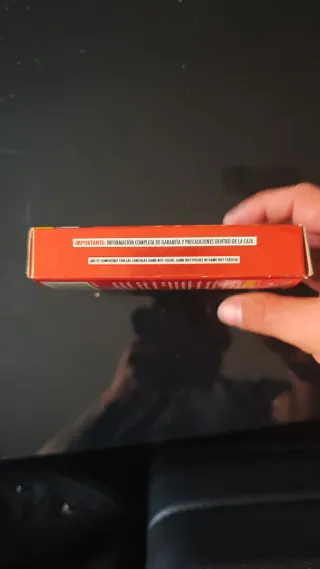 IMPORTANTE: INFORMACIÓN COMPLETA DE GARANTÍA Y PRECAUCIONES DENTRO DE LA CAJA
¡NO ES COMPATIBLE CON LAS CONSOLAS GAME BOY COLOR, GAME BOY POCKET NI GAME BOY CLÁSICA!